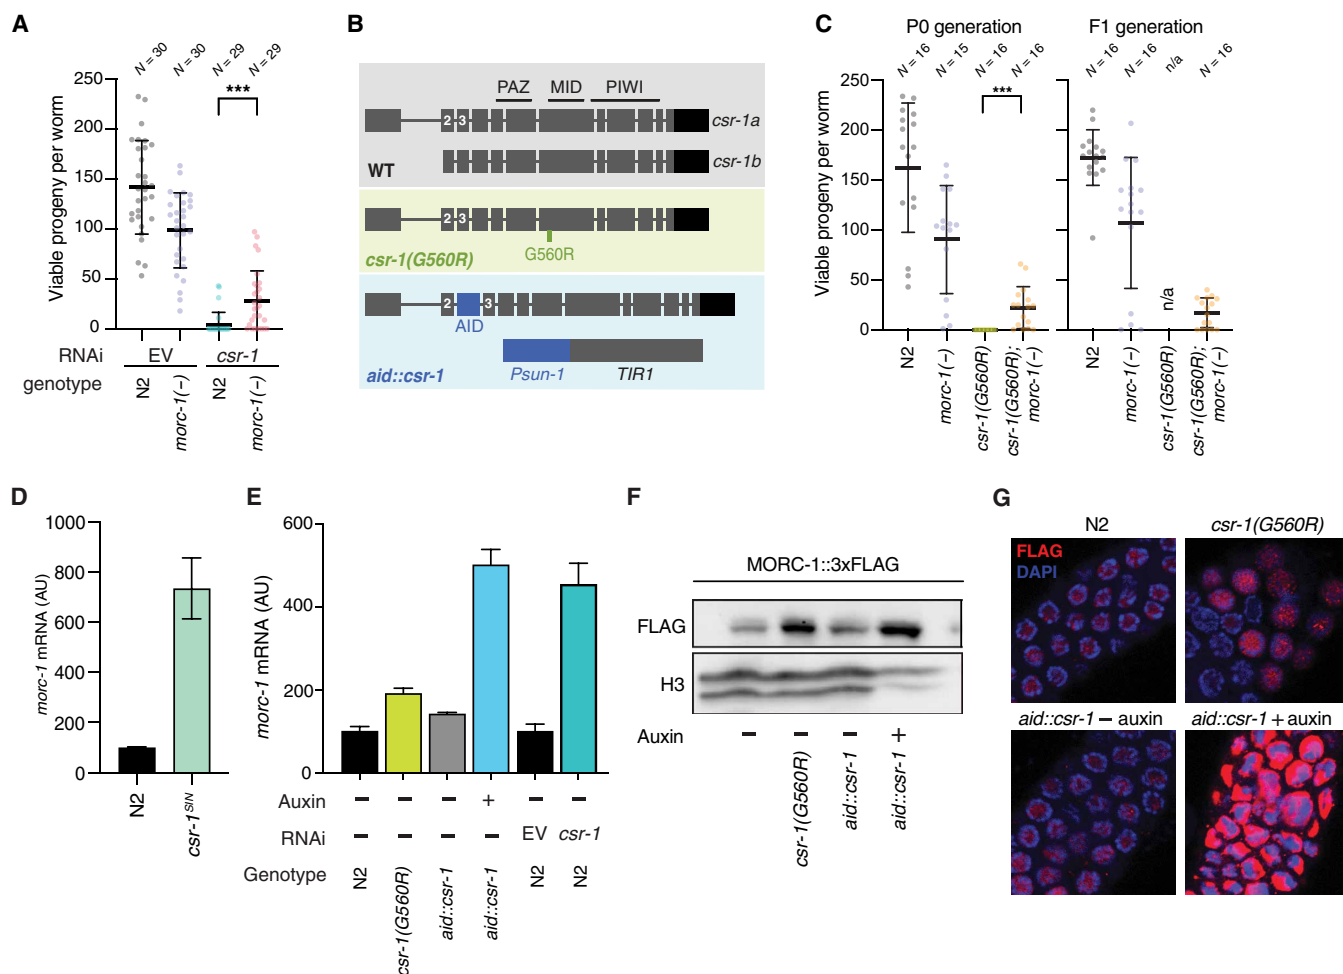 A
N = 30
N = 30
N = 29
N = 29
***
250
200
150
100
50
0
Viable progeny per worm
RNAi
EV
csr-1
genotype
N2
morc-1(-)
N2
morc-1(-)
B
PAZ
MID
PIWI
2
3
csr-1a
csr-1b
WT
2
3
G560R
csr-1(G560R)
2
3
AID
Psun-1
TIR1
aid::csr-1
C
P0 generation
F1 generation
N = 16
N = 15
N = 16
N = 16
N = 16
N = 16
n/a
N = 16
***
250
200
150
100
50
0
Viable progeny per worm
n/a
N2
morc-1(-)
csr-1(G560R)
csr-1(G560R);
morc-1(-)
N2
morc-1(-)
csr-1(G560R)
csr-1(G560R);
morc-1(-)
D
1000
800
600
400
200
0
morc-1 mRNA (AU)
N2
csr-1SIN
E
600
400
200
0
morc-1 mRNA (AU)
Auxin
− − − + − −
RNAi
− − − − EV csr-1
Genotype
N2
csr-1(G560R)
aid::csr-1
aid::csr-1
N2
N2
F
MORC-1::3xFLAG
FLAG
H3
Auxin
− − − +
csr-1(G560R)
aid::csr-1
aid::csr-1
G
N2
csr-1(G560R)
FLAG
DAPI
aid::csr-1 − auxin
aid::csr-1 + auxin